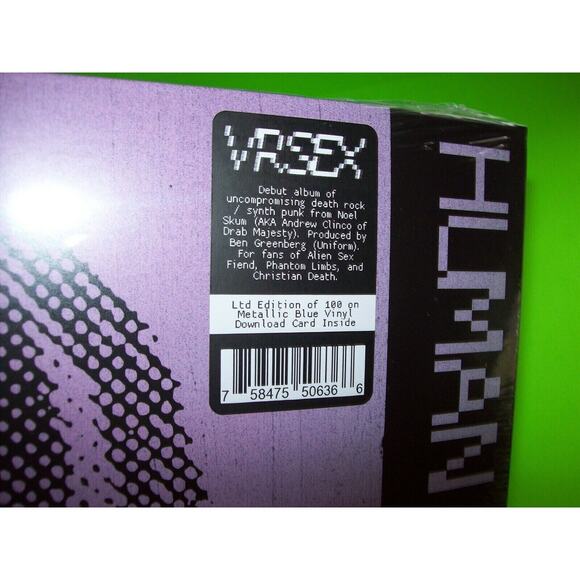 VRSEX
Debut album of
uncompromising death rock
/ synth punk from Noel
Skum (AKA Andrew Clinco of
Drab Majesty). Produced by
Ben Greenberg (Uniform).
For fans of Alien Sex
Fiend, Phantom Limbs, and
Christian Death.
Ltd Edition of 100 on
Metallic Blue Vinyl
Download Card Inside
7 58475 50636 6
HUMAN